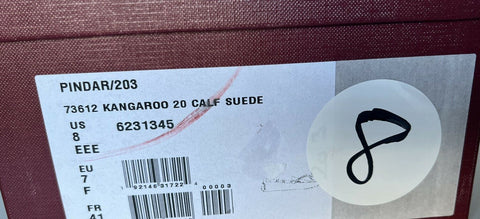 PINDAR/203
73612 KANGAROO 20 CALF SUEDE
US 6231345
8
EEE
EU
7
F
FR
41
8